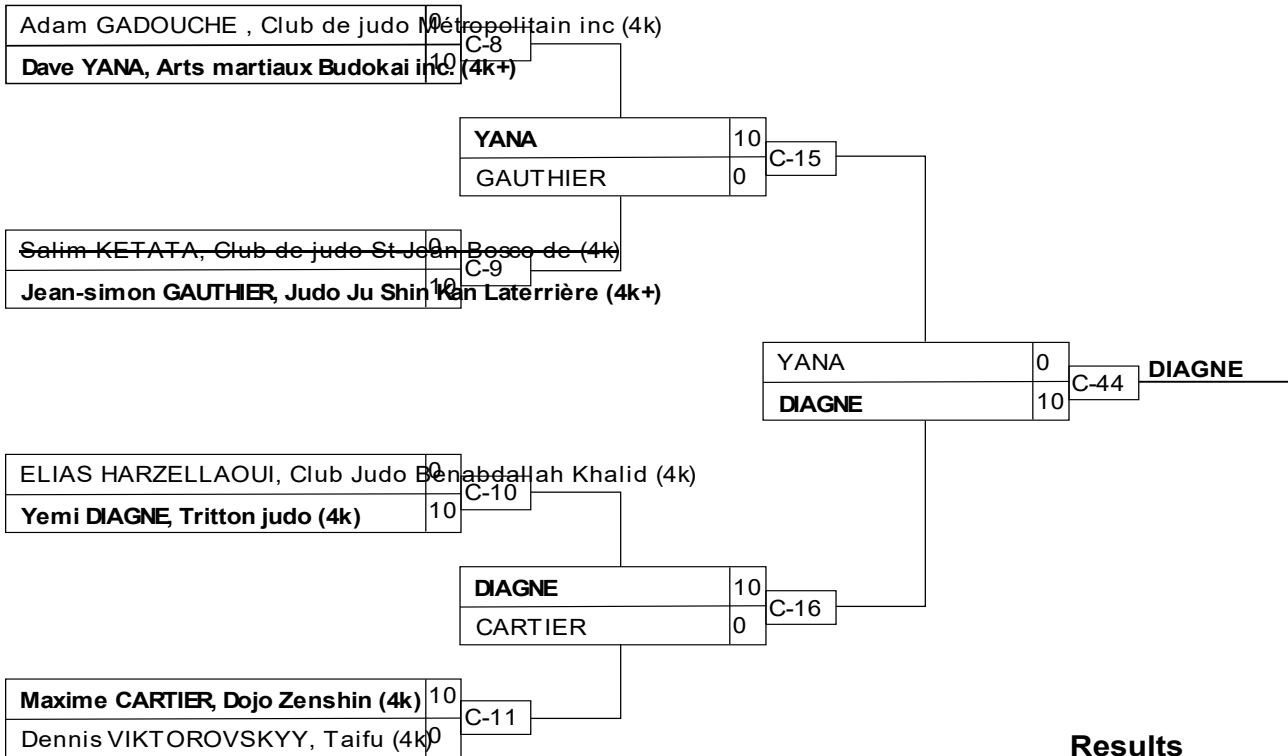 Adam GADOUCHE , Club de judo Métropolitain inc (4k) 0
C-8
Dave YANA, Arts martiaux Budokai inc. (4k+) 10
YANA 10
C-15
GAUTHIER 0
Salim KETATA, Club de judo St-Jean Bosco de (4k) 0
C-9
Jean-simon GAUTHIER, Judo Ju Shin Kan Laterrière (4k+) 10
YANA 0
C-44 DIAGNE
DIAGNE 10
ELIAS HARZELLAOUI, Club Judo Benabdallah Khalid (4k) 0
C-10
Yemi DIAGNE, Tritton judo (4k) 10
DIAGNE 10
C-16
CARTIER 0
Maxime CARTIER, Dojo Zenshin (4k) 10
C-11
Dennis VIKTOROVSKYY, Taifu (4k) 0
Results